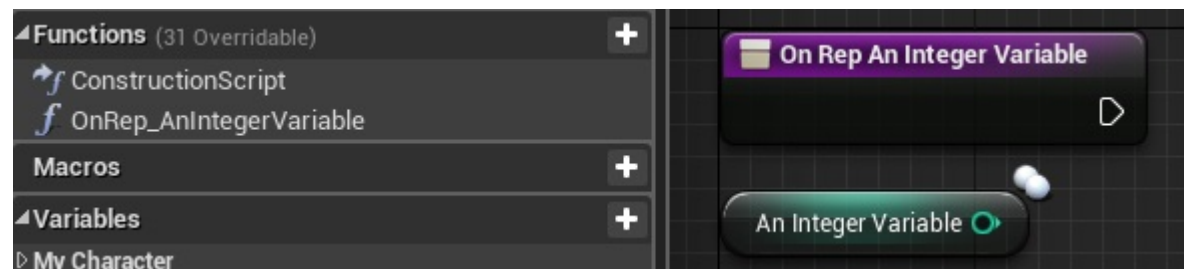 Functions (31 Overridable)
ConstructionScript
OnRep_AnIntegerVariable
Macros
Variables
My Character
On Rep An Integer Variable
An Integer Variable